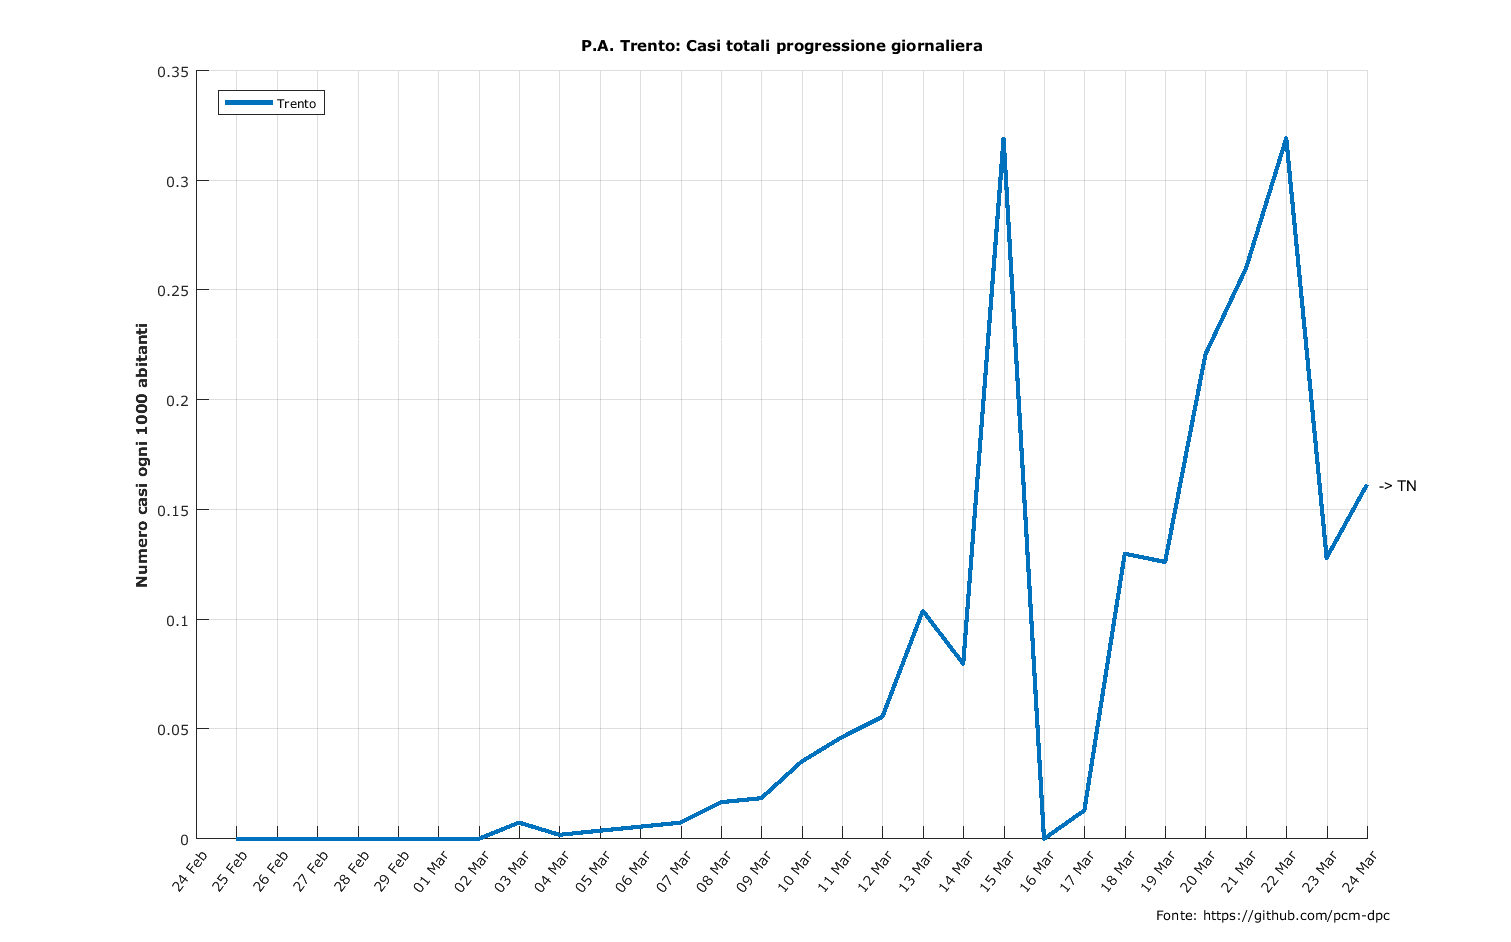 P.A. Trento: Casi totali progressione giornaliera
Trento
Numero casi ogni 1000 abitanti
0.35
0.3
0.25
0.2
0.15
0.1
0.05
0
-> TN
24 Feb
25 Feb
26 Feb
27 Feb
28 Feb
29 Feb
01 Mar
02 Mar
03 Mar
04 Mar
05 Mar
06 Mar
07 Mar
08 Mar
09 Mar
10 Mar
11 Mar
12 Mar
13 Mar
14 Mar
15 Mar
16 Mar
17 Mar
18 Mar
19 Mar
20 Mar
21 Mar
22 Mar
23 Mar
24 Mar
Fonte: https://github.com/pcm-dpc